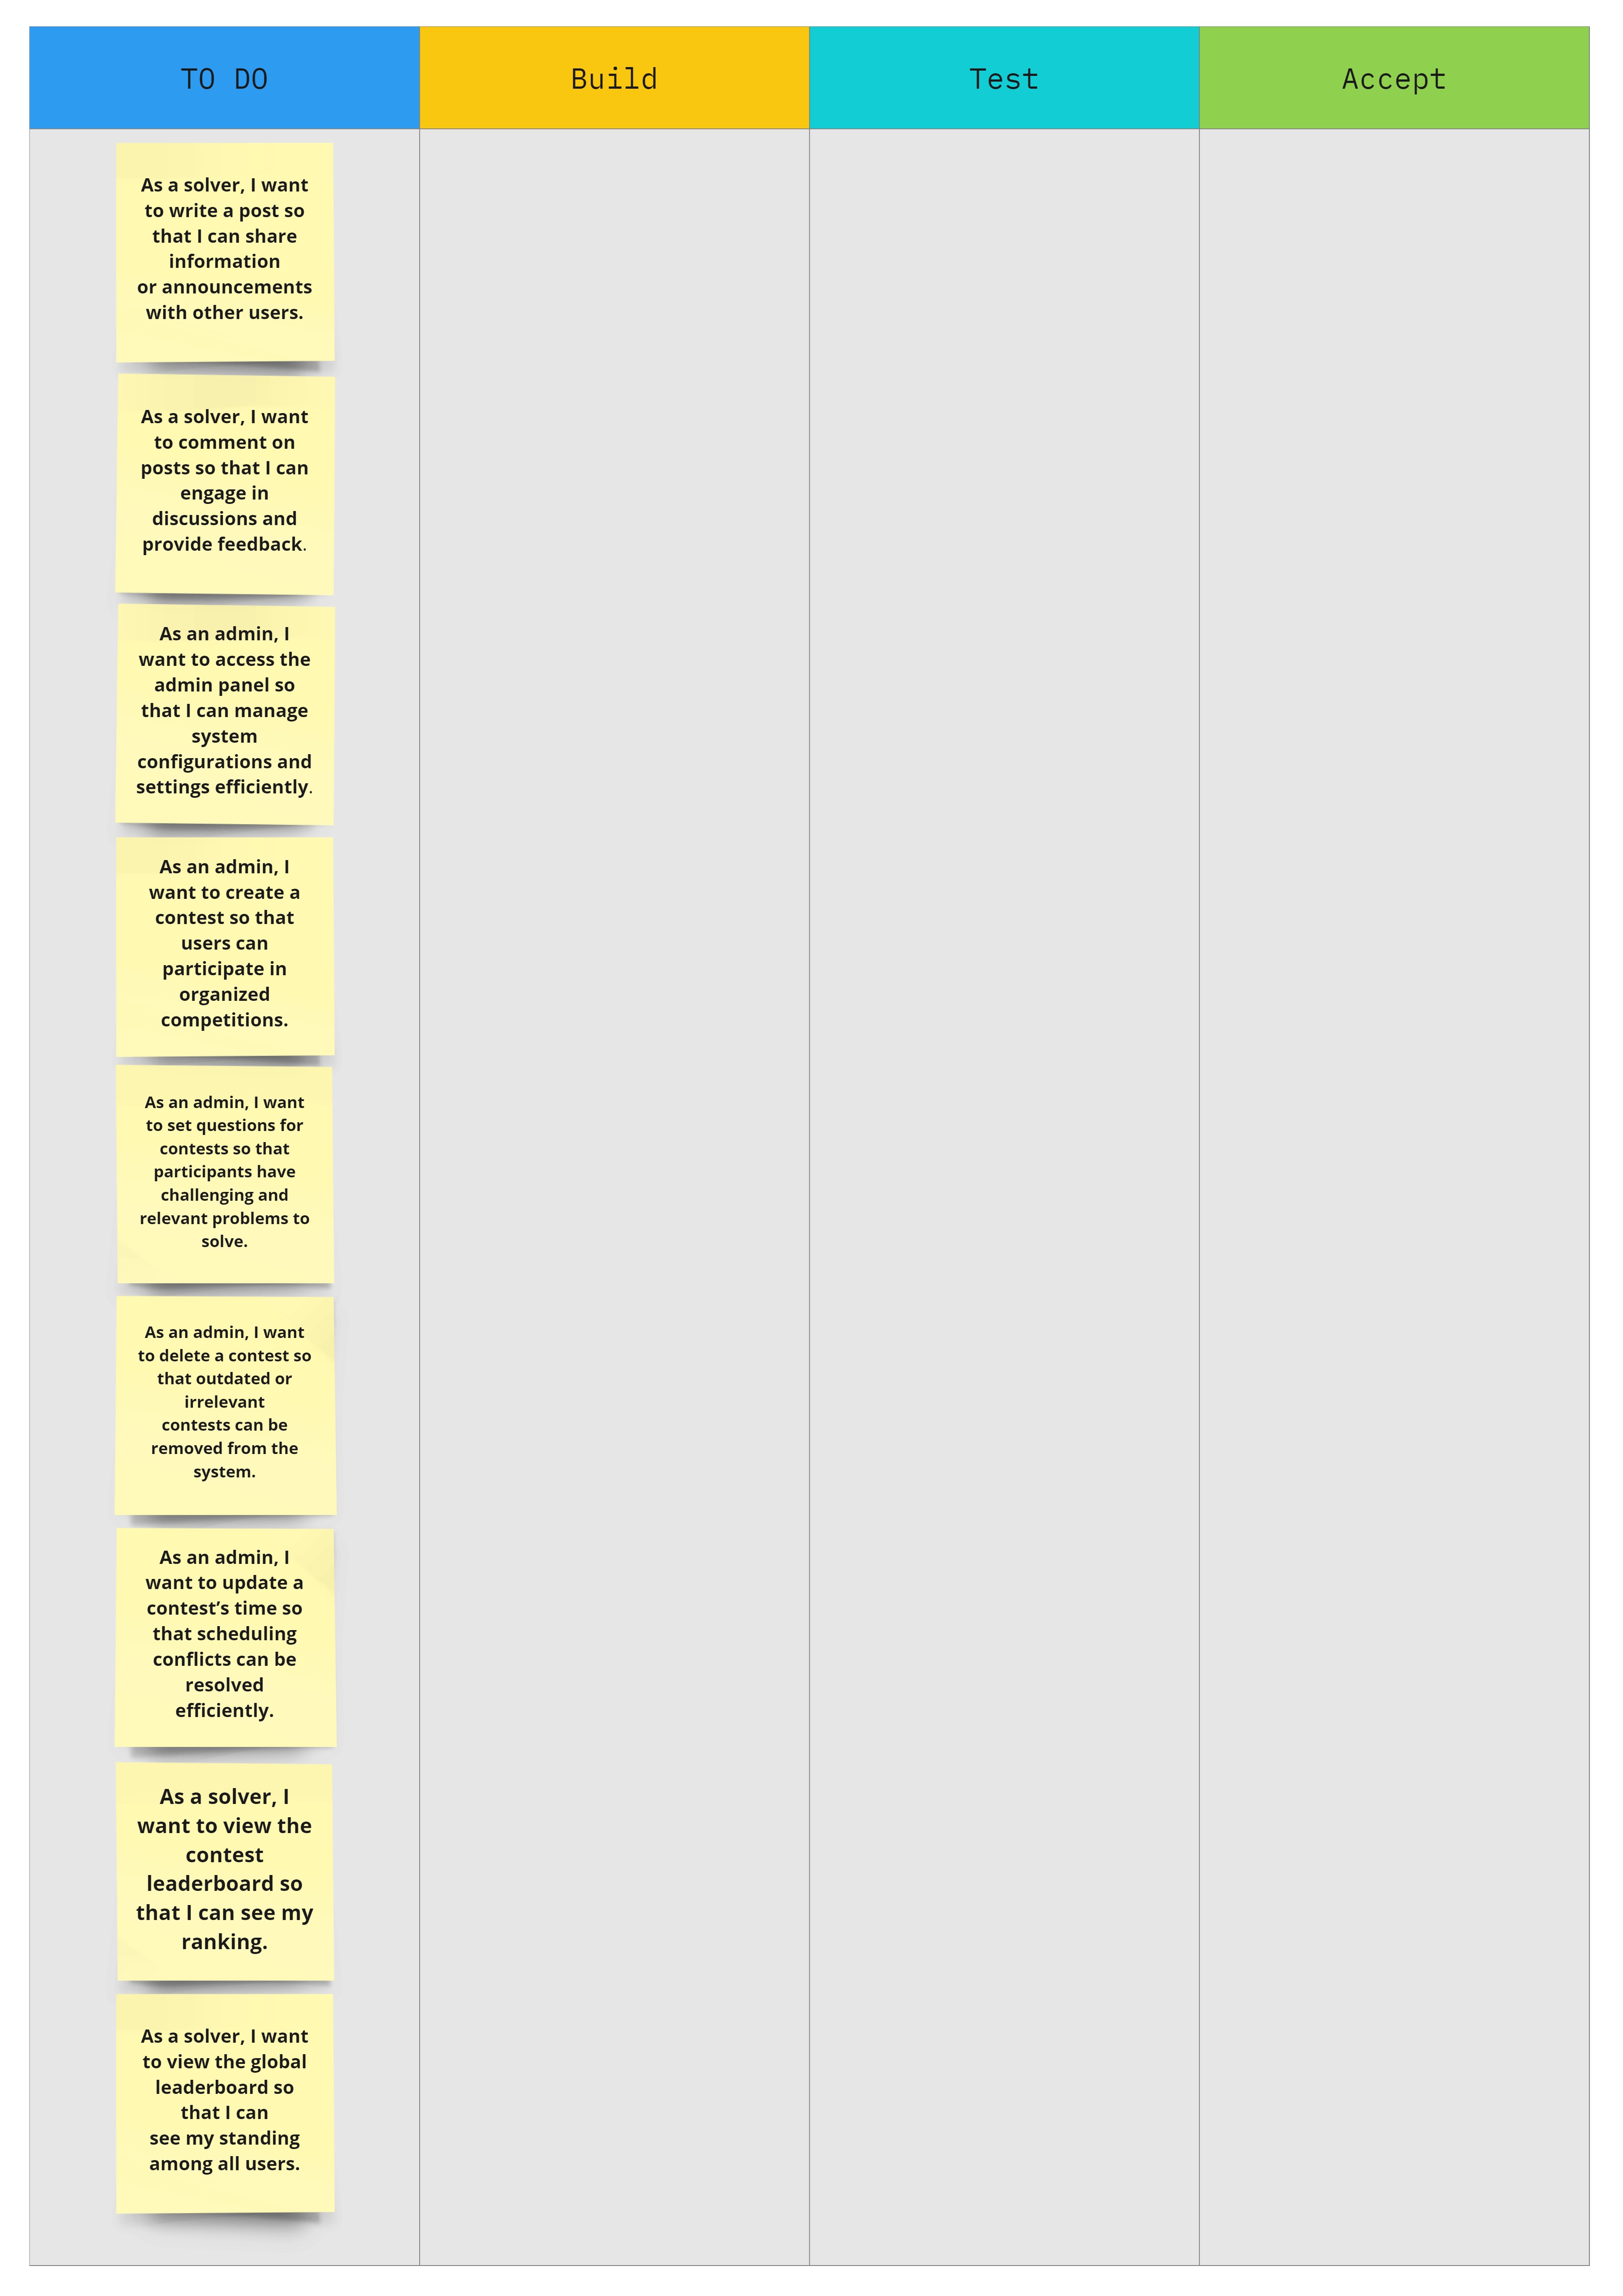 TO DO
Build
Test
Accept
As a solver, I want
to write a post so
that I can share
information
or announcements
with other users.
As a solver, I want
to comment on
posts so that I can
engage in
discussions and
provide feedback.
As an admin, I
want to access the
admin panel so
that I can manage
system
configurations and
settings efficiently.
As an admin, I
want to create a
contest so that
users can
participate in
organized
competitions.
As an admin, I want
to set questions for
contests so that
participants have
challenging and
relevant problems to
solve.
As an admin, I want
to delete a contest so
that outdated or
irrelevant
contests can be
removed from the
system.
As an admin, I
want to update a
contest’s time so
that scheduling
conflicts can be
resolved
efficiently.
As a solver, I
want to view the
contest
leaderboard so
that I can see my
ranking.
As a solver, I want
to view the global
leaderboard so
that I can
see my standing
among all users.